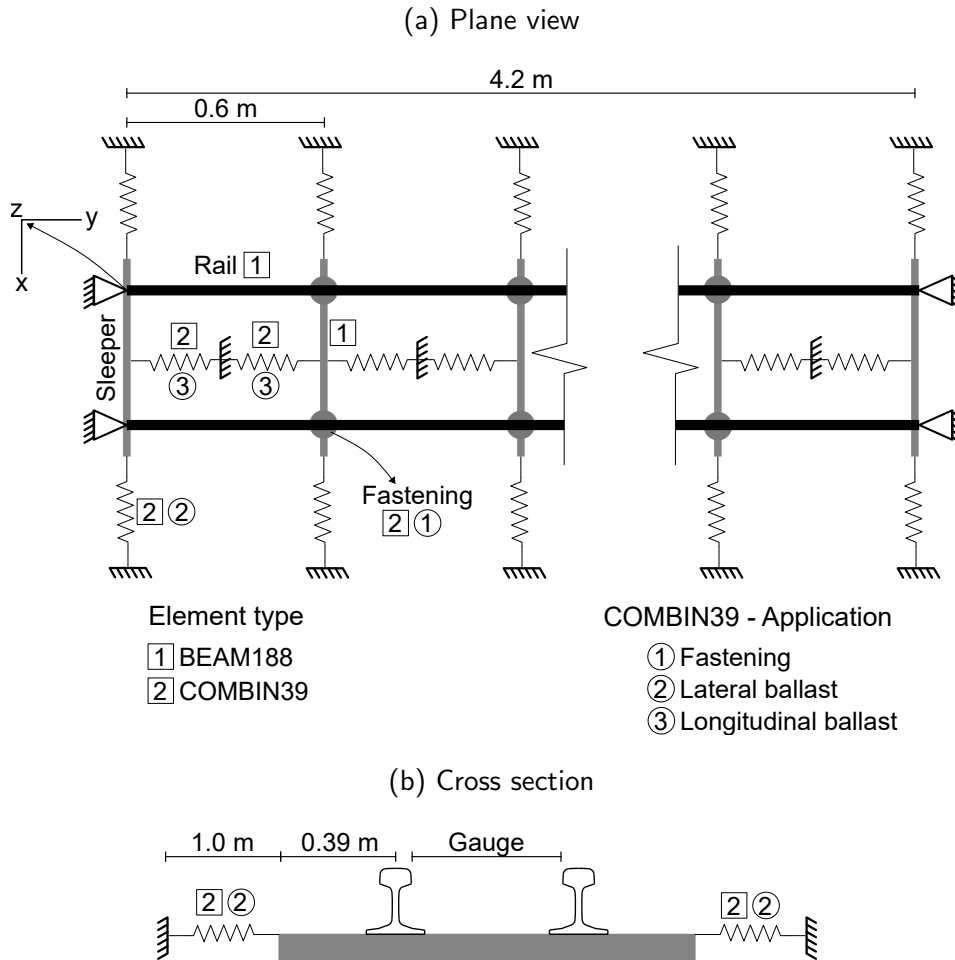 (a) Plane view
4.2 m
0.6 m
z
y
x
Rail 1
Sleeper
2 2 1
3 3
Fastening
2 1
2 2
Element type
1 BEAM188
2 COMBIN39
COMBIN39 - Application
1 Fastening
2 Lateral ballast
3 Longitudinal ballast
(b) Cross section
1.0 m 0.39 m Gauge
2 2 2 2